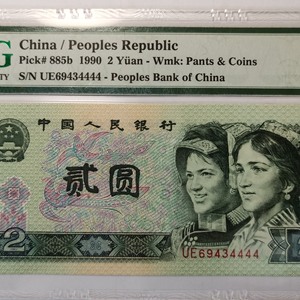 G
China / Peoples Republic
Pick# 885b 1990 2 Yüan - Wmk: Pants & Coins
TY
S/N UE69434444 - Peoples Bank of China
中国人民银行
贰圆
2
UE69434444